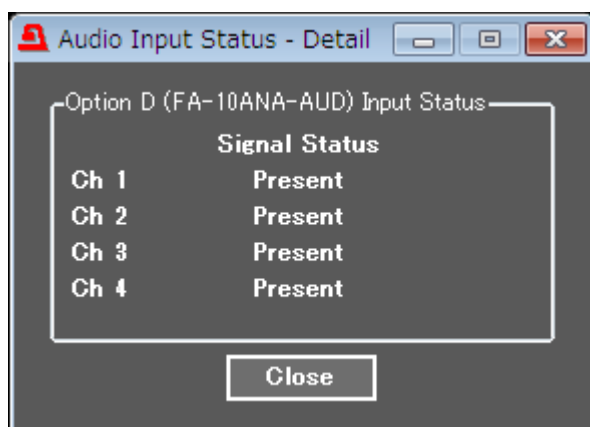 Audio Input Status - Detail
Option D (FA-10ANA-AUD) Input Status
Signal Status
Ch 1 Present
Ch 2 Present
Ch 3 Present
Ch 4 Present
Close